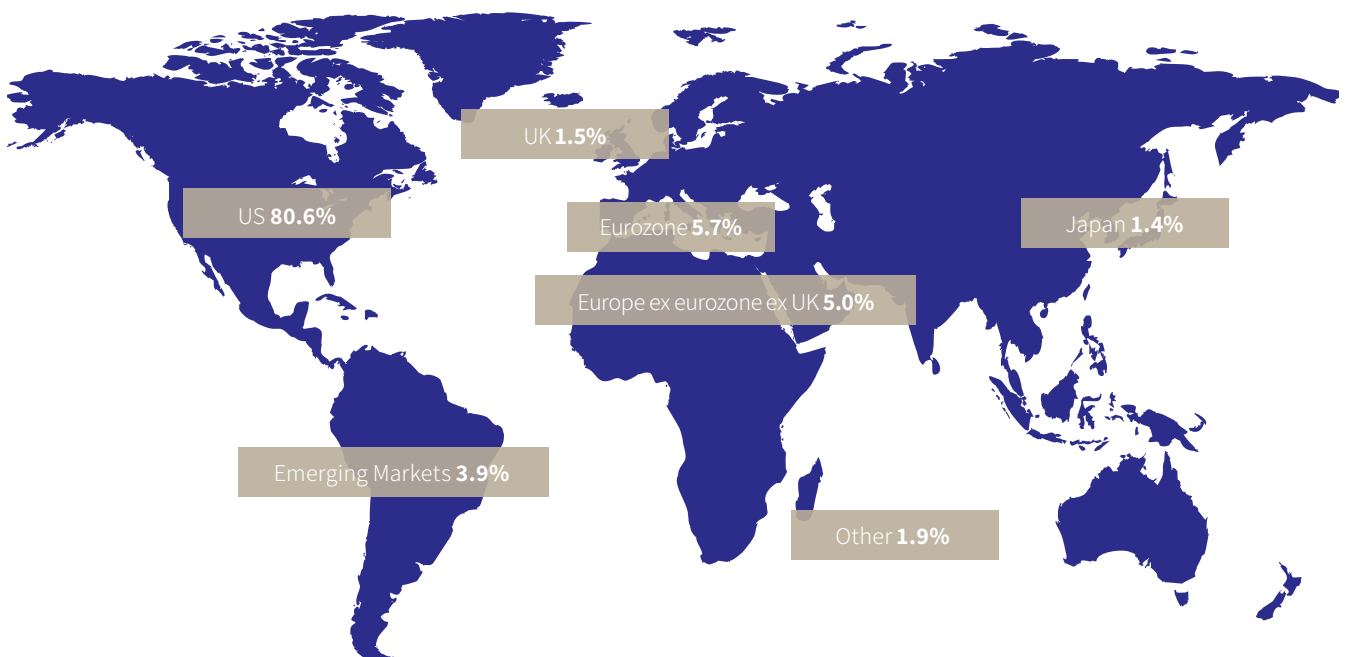 UK 1.5%
US 80.6%
Eurozone 5.7%
Japan 1.4%
Europe ex eurozone ex UK 5.0%
Emerging Markets 3.9%
Other 1.9%